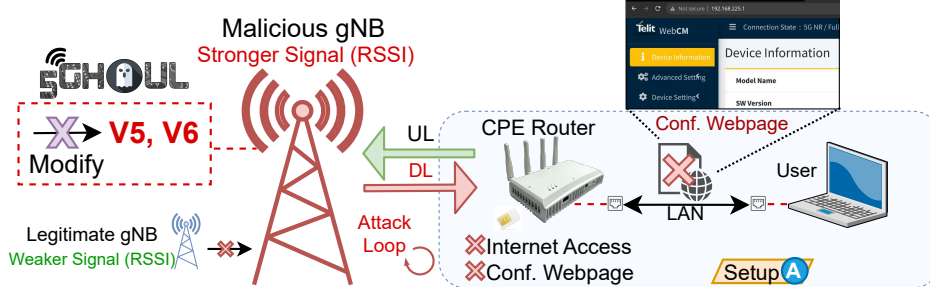 Malicious gNB
Stronger Signal (RSSI)
5GHOUL
V5, V6
Modify
Legitimate gNB
Weaker Signal (RSSI)
UL
DL
Attack
Loop
Not secure | 192.168.225.1
Telit WebCM
Connection State : 5G NR / Full
Device Information
Advanced Setting
Device Setting
Device Information
Model Name
SW Version
CPE Router
Conf. Webpage
User
LAN
Internet Access
Conf. Webpage
Setup A